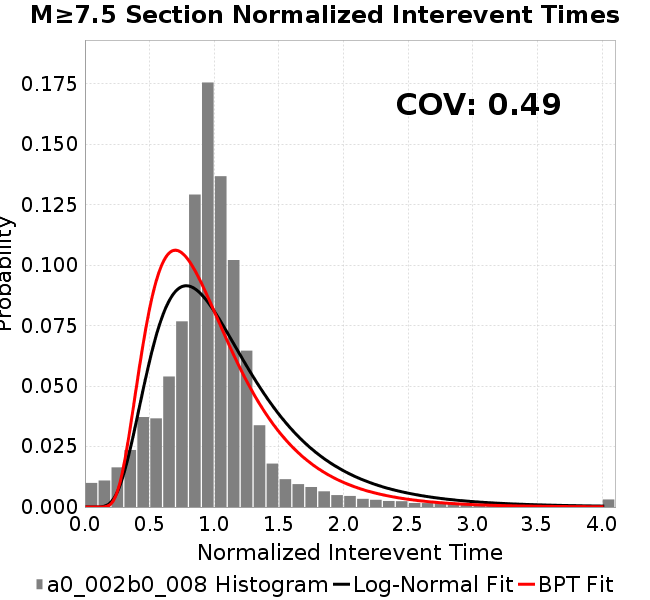 M≥7.5 Section Normalized Interevent Times
COV: 0.49
Probability
0.175
0.150
0.125
0.100
0.075
0.050
0.025
0.000
0.0 0.5 1.0 1.5 2.0 2.5 3.0 3.5 4.0
Normalized Interevent Time
a0_002b0_008 Histogram Log-Normal Fit BPT Fit